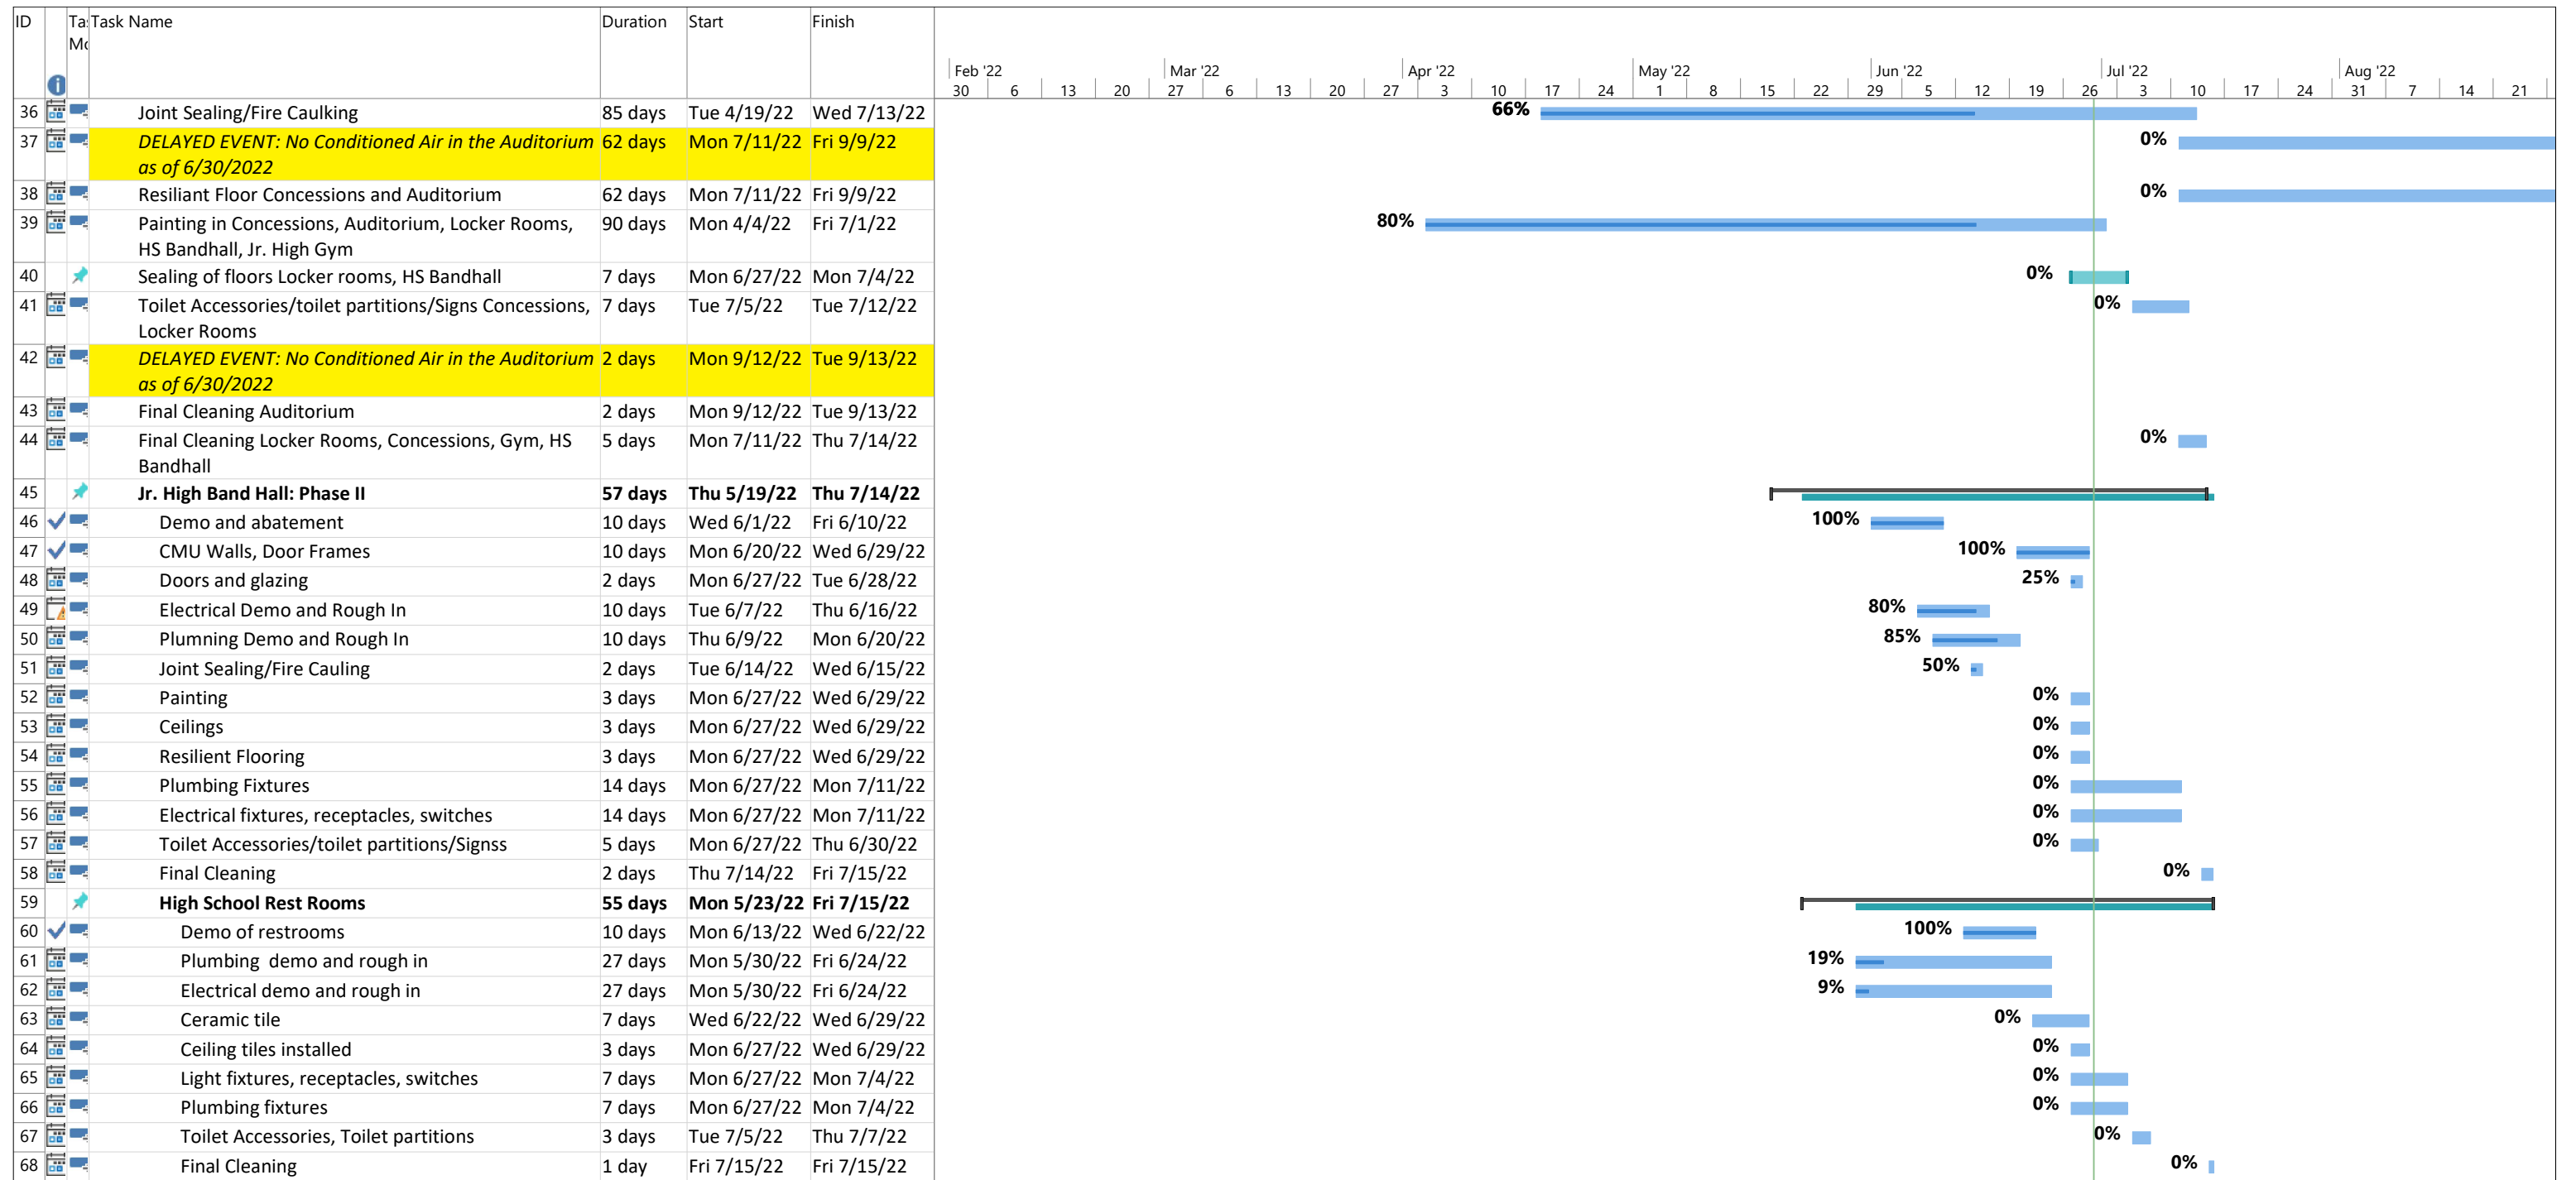 ID Ta Task Name Duration Start Finish
Mo
Feb '22 Mar '22 Apr '22 May '22 Jun '22 Jul '22 Aug '22
30 6 13 20 27 6 13 20 27 3 10 17 24 1 8 15 22 29 5 12 19 26 3 10 17 24 31 7 14 21
36 Joint Sealing/Fire Caulking 85 days Tue 4/19/22 Wed 7/13/22 66%
37 DELAYED EVENT: No Conditioned Air in the Auditorium 62 days Mon 7/11/22 Fri 9/9/22 0%
as of 6/30/2022
38 Resiliant Floor Concessions and Auditorium 62 days Mon 7/11/22 Fri 9/9/22 0%
39 Painting in Concessions, Auditorium, Locker Rooms, 90 days Mon 4/4/22 Fri 7/1/22 80%
HS Bandhall, Jr. High Gym
40 Sealing of floors Locker rooms, HS Bandhall 7 days Mon 6/27/22 Mon 7/4/22 0%
41 Toilet Accessories/toilet partitions/Signs Concessions, 7 days Tue 7/5/22 Tue 7/12/22 0%
Locker Rooms
42 DELAYED EVENT: No Conditioned Air in the Auditorium 2 days Mon 9/12/22 Tue 9/13/22
as of 6/30/2022
43 Final Cleaning Auditorium 2 days Mon 9/12/22 Tue 9/13/22
44 Final Cleaning Locker Rooms, Concessions, Gym, HS 5 days Mon 7/11/22 Thu 7/14/22 0%
Bandhall
45 Jr. High Band Hall: Phase II 57 days Thu 5/19/22 Thu 7/14/22
46 Demo and abatement 10 days Wed 6/1/22 Fri 6/10/22 100%
47 CMU Walls, Door Frames 10 days Mon 6/20/22 Wed 6/29/22 100%
48 Doors and glazing 2 days Mon 6/27/22 Tue 6/28/22 25%
49 Electrical Demo and Rough In 10 days Tue 6/7/22 Thu 6/16/22 80%
50 Plumning Demo and Rough In 10 days Thu 6/9/22 Mon 6/20/22 85%
51 Joint Sealing/Fire Cauling 2 days Tue 6/14/22 Wed 6/15/22 50%
52 Painting 3 days Mon 6/27/22 Wed 6/29/22 0%
53 Ceilings 3 days Mon 6/27/22 Wed 6/29/22 0%
54 Resilient Flooring 3 days Mon 6/27/22 Wed 6/29/22 0%
55 Plumbing Fixtures 14 days Mon 6/27/22 Mon 7/11/22 0%
56 Electrical fixtures, receptacles, switches 14 days Mon 6/27/22 Mon 7/11/22 0%
57 Toilet Accessories/toilet partitions/Signss 5 days Mon 6/27/22 Thu 6/30/22 0%
58 Final Cleaning 2 days Thu 7/14/22 Fri 7/15/22 0%
59 High School Rest Rooms 55 days Mon 5/23/22 Fri 7/15/22
60 Demo of restrooms 10 days Mon 6/13/22 Wed 6/22/22 100%
61 Plumbing demo and rough in 27 days Mon 5/30/22 Fri 6/24/22 19%
62 Electrical demo and rough in 27 days Mon 5/30/22 Fri 6/24/22 9%
63 Ceramic tile 7 days Wed 6/22/22 Wed 6/29/22 0%
64 Ceiling tiles installed 3 days Mon 6/27/22 Wed 6/29/22 0%
65 Light fixtures, receptacles, switches 7 days Mon 6/27/22 Mon 7/4/22 0%
66 Plumbing fixtures 7 days Mon 6/27/22 Mon 7/4/22 0%
67 Toilet Accessories, Toilet partitions 3 days Tue 7/5/22 Thu 7/7/22 0%
68 Final Cleaning 1 day Fri 7/15/22 Fri 7/15/22 0%